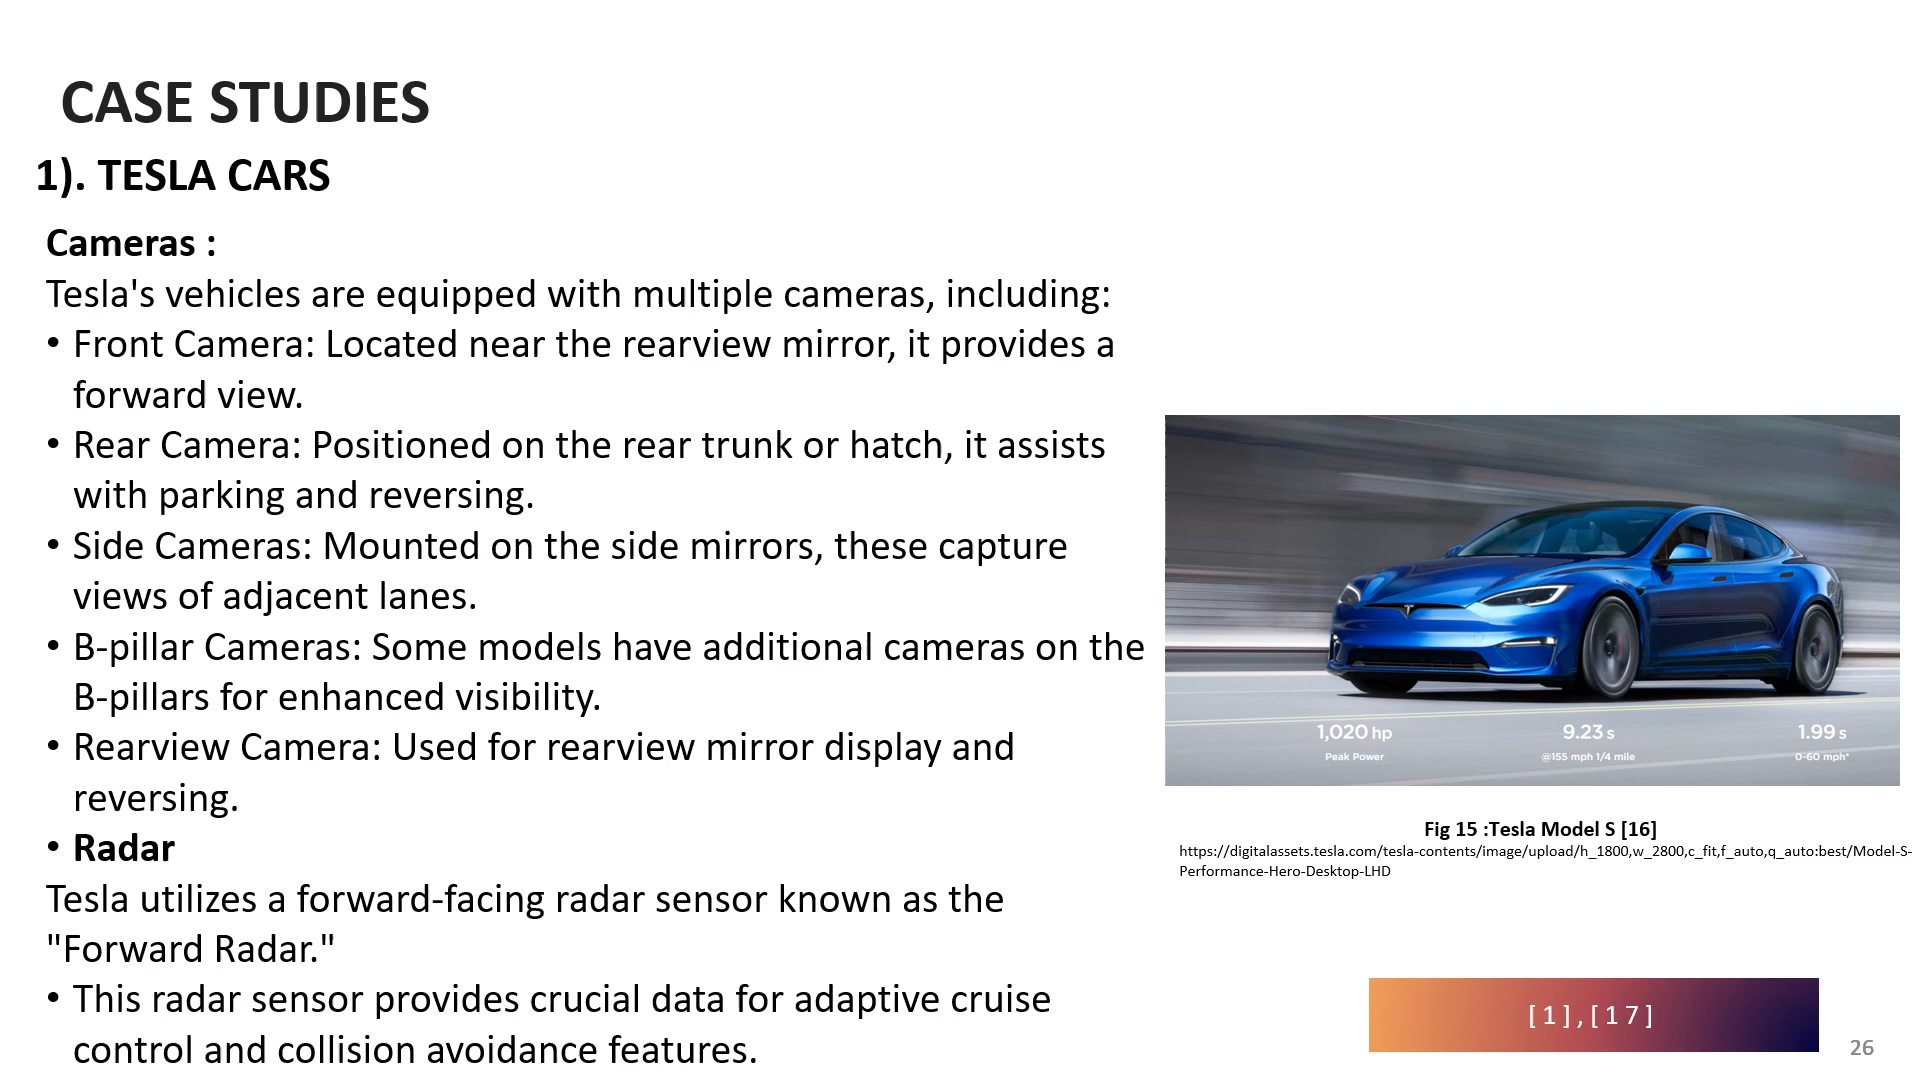 CASE STUDIES
1). TESLA CARS
Cameras :
Tesla's vehicles are equipped with multiple cameras, including:
• Front Camera: Located near the rearview mirror, it provides a
forward view.
• Rear Camera: Positioned on the rear trunk or hatch, it assists
with parking and reversing.
• Side Cameras: Mounted on the side mirrors, these capture
views of adjacent lanes.
• B-pillar Cameras: Some models have additional cameras on the
B-pillars for enhanced visibility.
• Rearview Camera: Used for rearview mirror display and
reversing.
• Radar
Tesla utilizes a forward-facing radar sensor known as the
"Forward Radar."
• This radar sensor provides crucial data for adaptive cruise
control and collision avoidance features.
1,020 hp
Peak Power
9.23 s
@155 mph 1/4 mile
1.99 s
0-60 mph*
Fig 15 :Tesla Model S [16]
https://digitalassets.tesla.com/tesla-contents/image/upload/h_1800,w_2800,c_fit,f_auto,q_auto:best/Model-S-
Performance-Hero-Desktop-LHD
[1],[17]
26